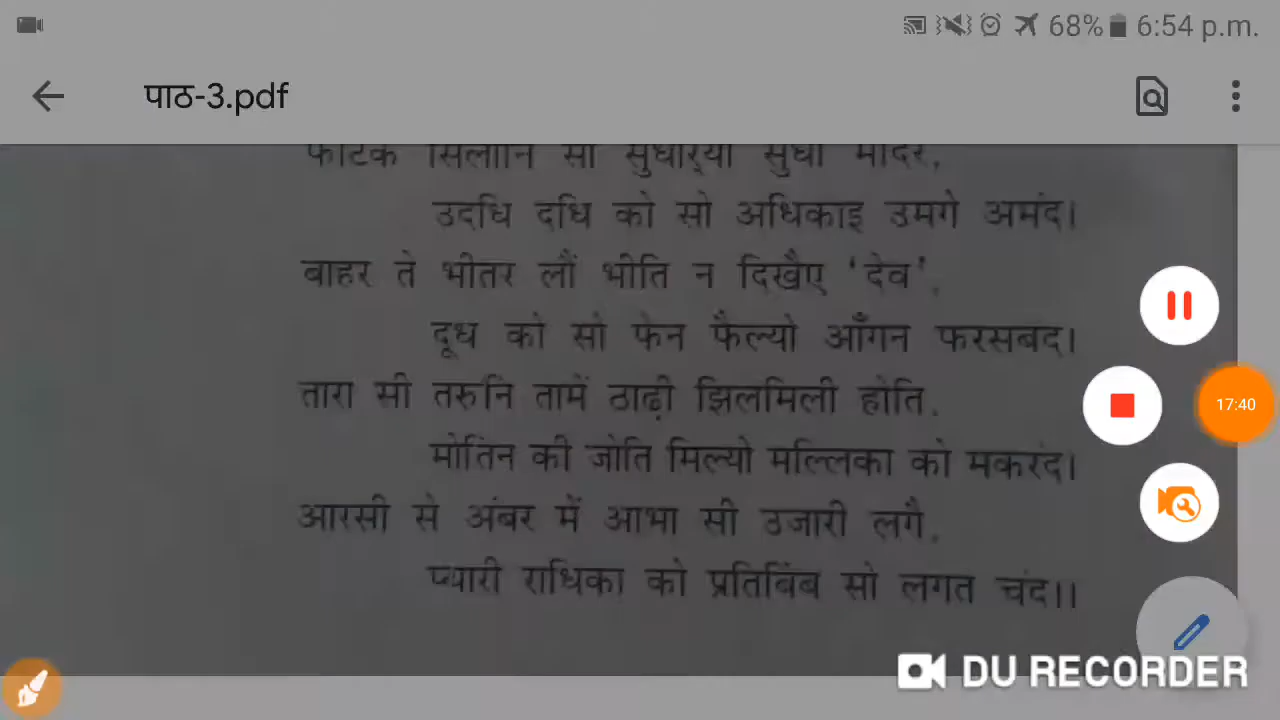 68% 6:54 p.m.
पाठ-3.pdf
फटिक सिलानि सौं सुधार्यौ सुधा मंदिर,
उदधि दधि को सो अधिकाइ उमगे अमंद।
बाहर ते भीतर लौं भीति न दिखैए 'देव',
दूध को सो फेन फैल्यो आँगन फरसबंद।
तारा सी तरुनि तामें ठाढ़ी झिलमिली होति,
मोतिन की जोति मिल्यो मल्लिका को मकरंद।
आरसी से अंबर में आभा सी उजारी लगै,
प्यारी राधिका को प्रतिबिंब सो लगत चंद।।
17:40
DU RECORDER